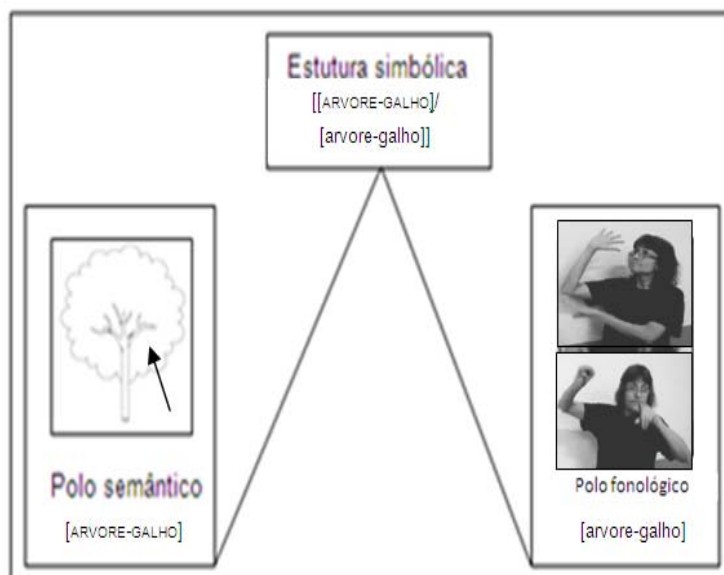 Estutura simbólica
[[ARVORE-GALHO]/
[arvore-galho]]
Polo semântico
[ARVORE-GALHO]
Polo fonológico
[arvore-galho]